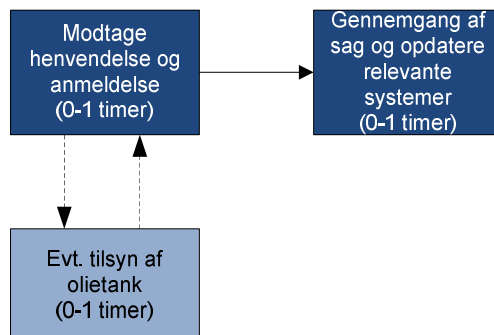 Modtage
henvendelse og
anmeldelse
(0-1 timer)
Gennemgang af
sag og opdatere
relevante
systemer
(0-1 timer)
Evt. tilsyn af
olietank
(0-1 timer)